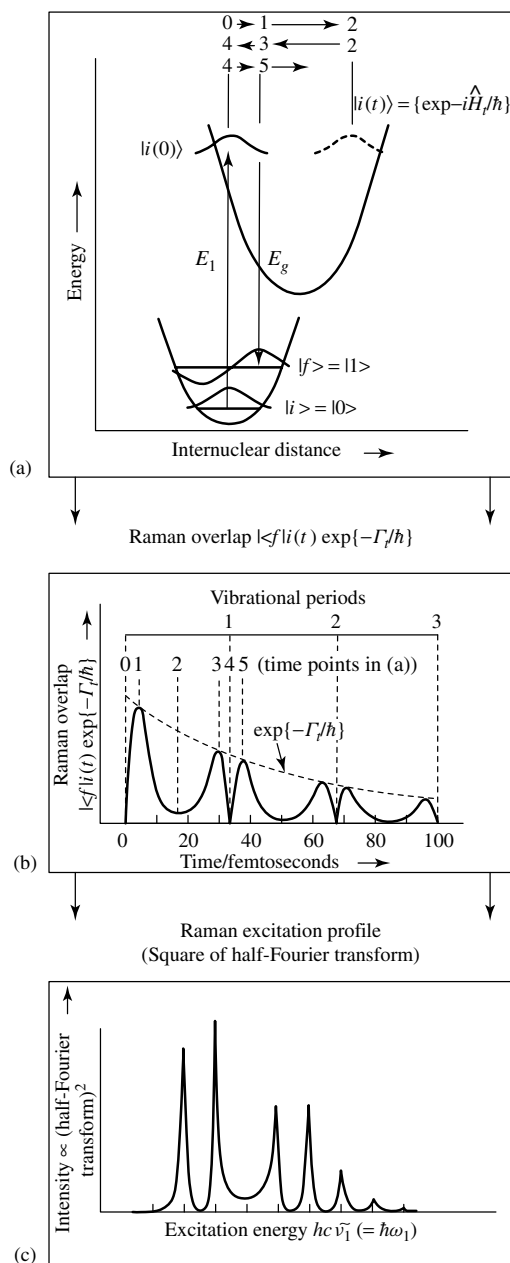 0 → 1 → 2
4 ← 3 ← 2
4 → 5 →
|i(t)⟩ = {exp−iĤt/ħ}
|i(0)⟩
Energy →
E1
Eg
|f> = |1>
|i> = |0>
Internuclear distance →
(a)
Raman overlap |<f|i(t) exp{−Γt/ħ}
Vibrational periods
1 2 3
0 1 2 3 4 5 (time points in (a))
exp{−Γt/ħ}
Raman overlap
|<f|i(t) exp{−Γt/ħ} →
0 20 40 60 80 100
Time/femtoseconds →
(b)
Raman excitation profile
(Square of half-Fourier transform)
Intensity ∝ (half-Fourier
transform)² →
Excitation energy hc ν̃1 (= ħω1)
(c)